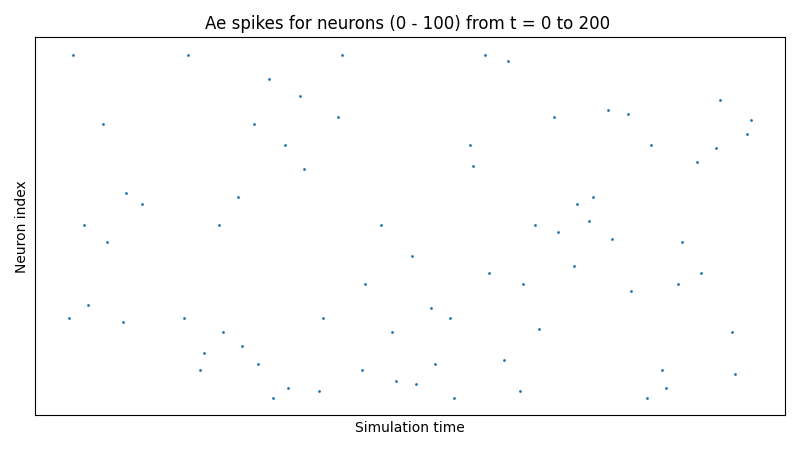 Ae spikes for neurons (0 - 100) from t = 0 to 200
Neuron index
Simulation time